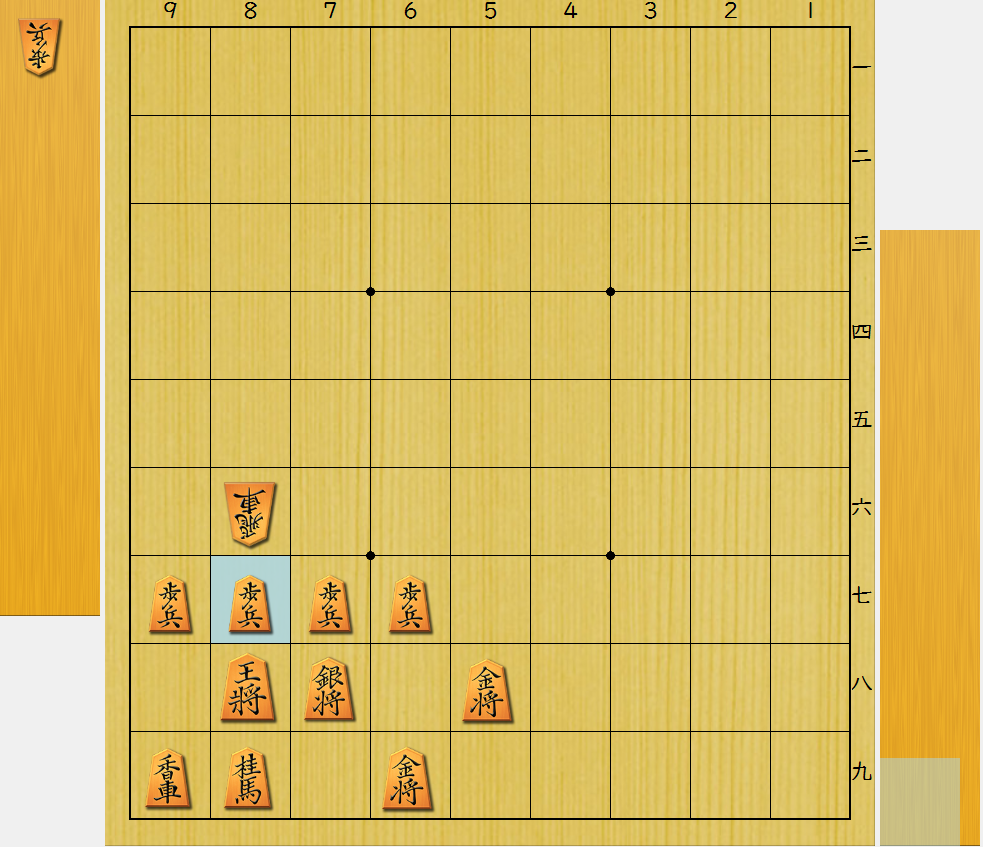 9 8 7 6 5 4 3 2 1
歩兵
一
二
三
四
五
飛車
六
歩兵 歩兵 歩兵 歩兵
七
王将 銀将 金将
八
香車 桂馬 金将
九